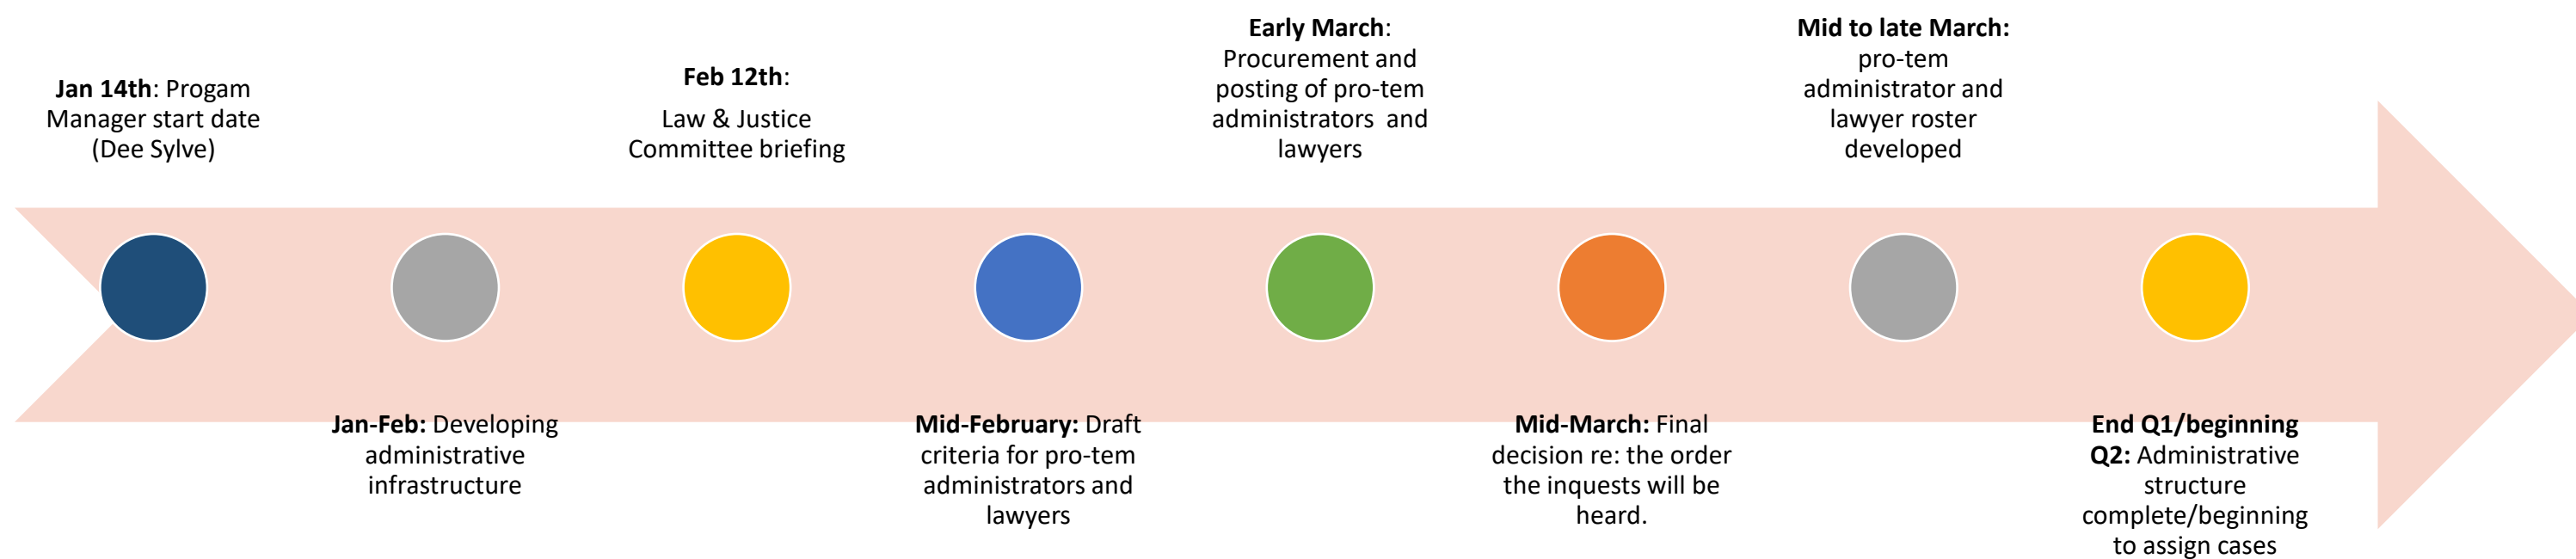 Jan 14th: Progam
Manager start date
(Dee Sylve)
Jan-Feb: Developing
administrative
infrastructure
Feb 12th:
Law & Justice
Committee briefing
Mid-February: Draft
criteria for pro-tem
administrators and
lawyers
Early March:
Procurement and
posting of pro-tem
administrators and
lawyers
Mid-March: Final
decision re: the order
the inquests will be
heard.
Mid to late March:
pro-tem
administrator and
lawyer roster
developed
End Q1/beginning
Q2: Administrative
structure
complete/beginning
to assign cases